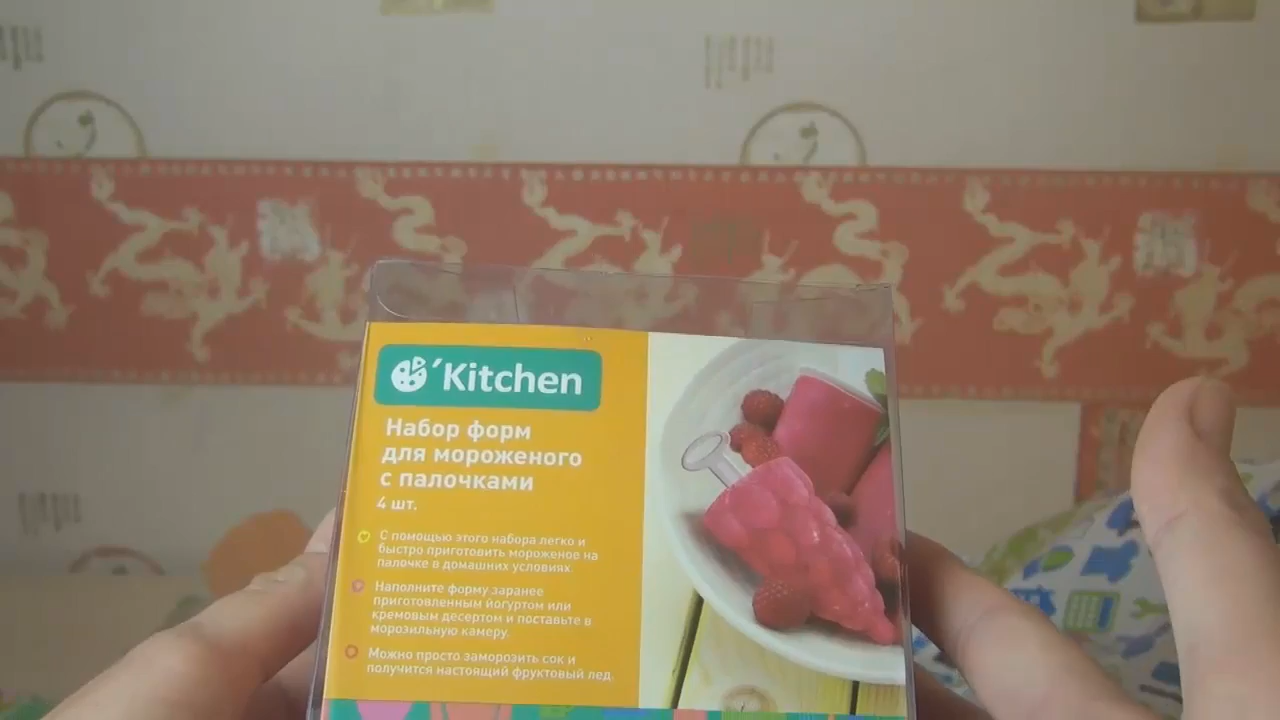 'Kitchen
Набор форм
для мороженого
с палочками
4 шт.
С помощью этого набора легко и
быстро приготовить мороженов на
палочке в домашних условиях.
Наполните форму заранее
приготовленным йогуртом или
кремовым десертом и поставьте в
морозильную камеру.
Можно просто заморозить сок и
получится настоящий фруктовый лед.